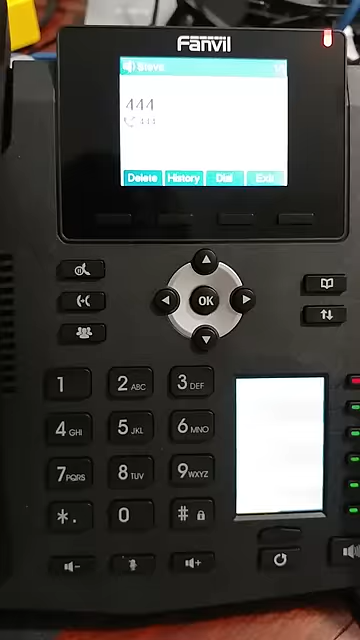 Fanvil
Steve
444
444
Delete History Dial Exit
OK
1 2 ABC 3 DEF
4 GHI 5 JKL 6 MNO
7 PQRS 8 TUV 9 WXYZ
*. 0 #